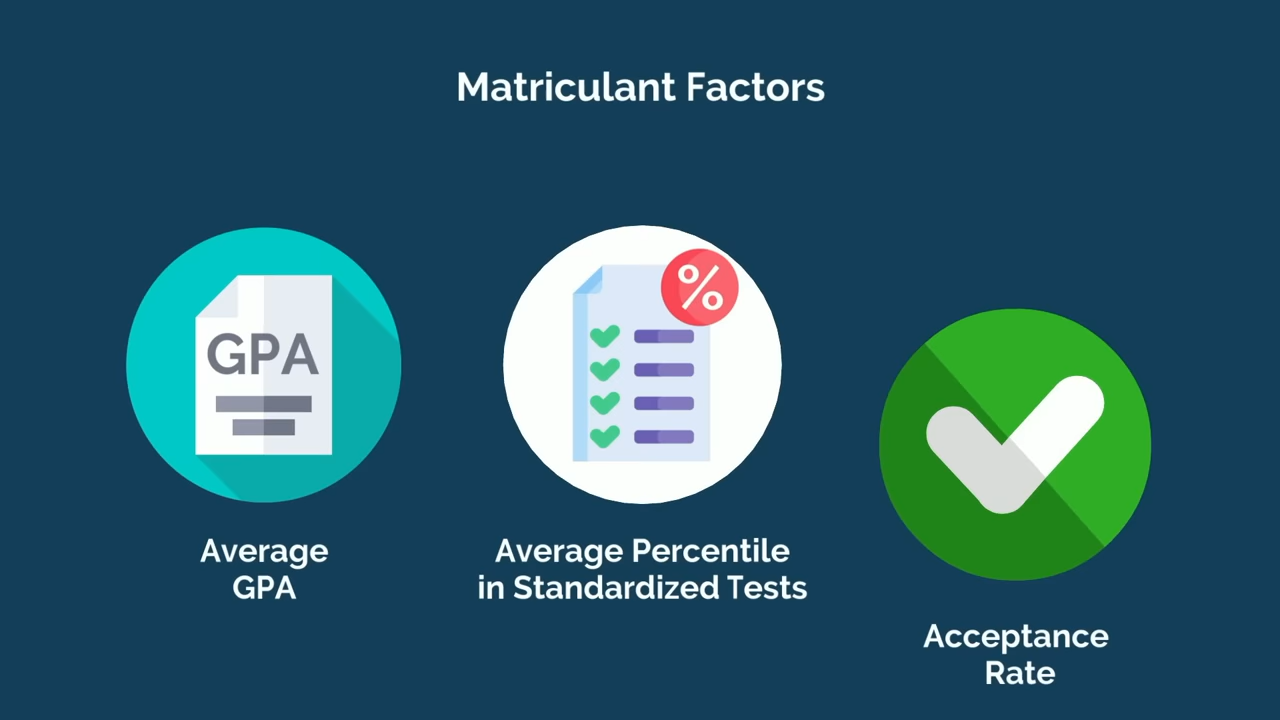 Matriculant Factors
GPA
%
Average
GPA
Average Percentile
in Standardized Tests
Acceptance
Rate